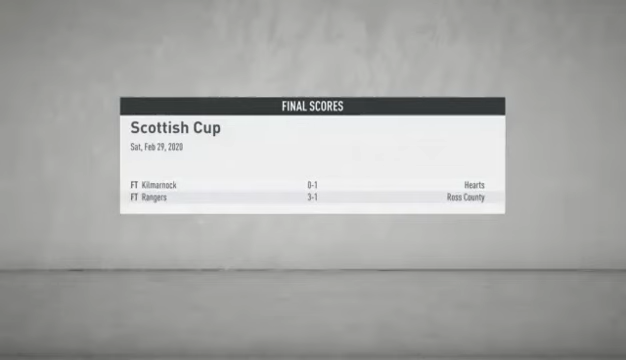 FINAL SCORES
Scottish Cup
Sat, Feb 29, 2020
FT Kilmarnock 0-1 Hearts
FT Rangers 3-1 Ross County